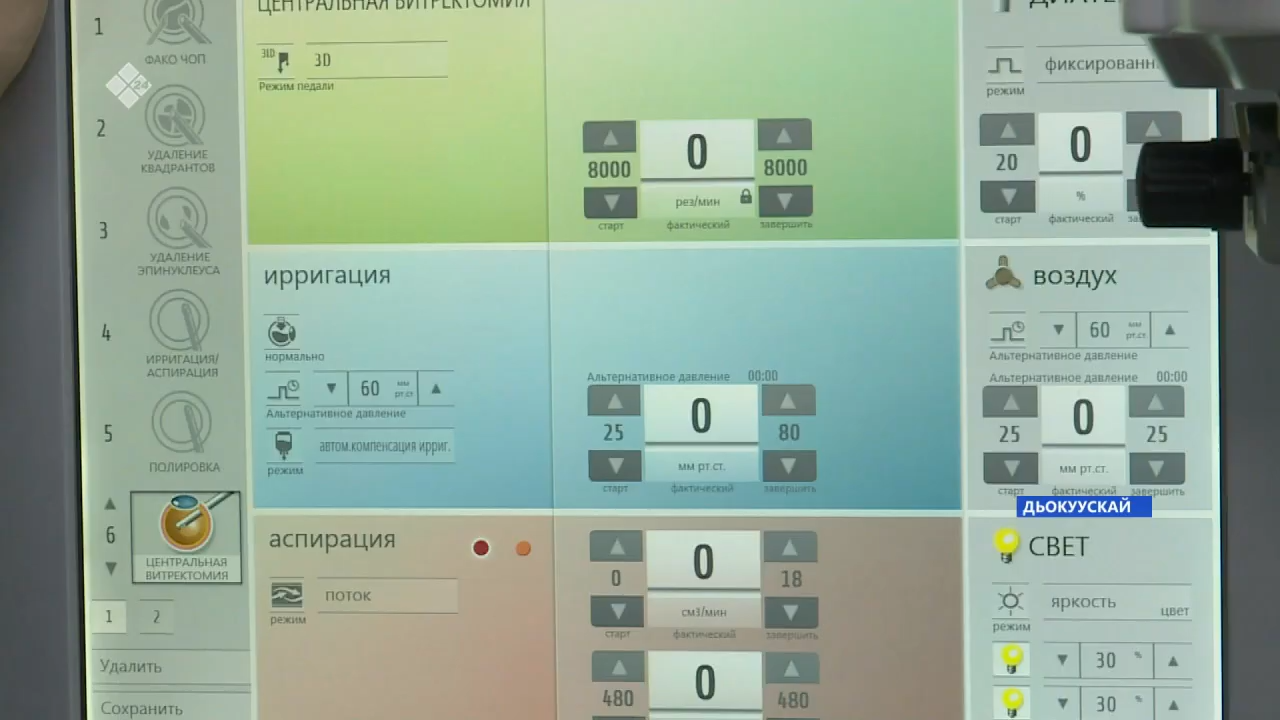 1
ФАКО ЧОП
24
2
УДАЛЕНИЕ
КВАДРАНТОВ
3
УДАЛЕНИЕ
ЭПИНУКЛЕУСА
4
ИРРИГАЦИЯ/
АСПИРАЦИЯ
5
ПОЛИРОВКА
6
ЦЕНТРАЛЬНАЯ
ВИТРЕКТОМИЯ
1 2
Удалить
Сохранить
ЦЕНТРАЛЬНАЯ ВИТРЕКТОМИЯ
3D 3D
Режим педали
0
8000 8000
рез/мин
старт фактический завершить
ирригация
нормально
60 мм рт.ст
Альтернативное давление
автом.компенсация ирриг.
режим
Альтернативное давление 00:00
0
25 80
мм рт.ст.
старт фактический завершить
аспирация
поток
режим
0
0 18
см3/мин
старт фактический завершить
0
480 480
фиксированн
режим
0
20
%
старт фактический
воздух
60 мм рт.ст.
Альтернативное давление
Альтернативное давление 00:00
0
25 25
мм рт.ст.
старт фактический завершить
ДЬОКУУСКАЙ
СВЕТ
яркость цвет
режим
30 %
30 %